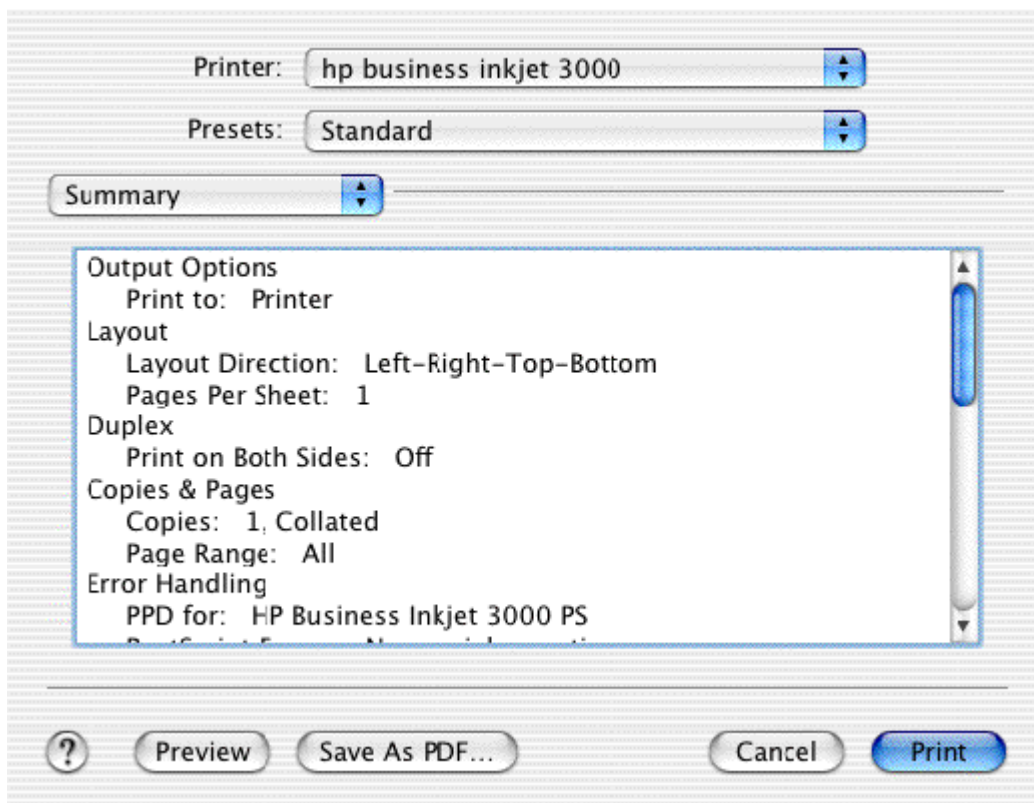 Printer: hp business inkjet 3000
Presets: Standard
Summary
Output Options
Print to: Printer
Layout
Layout Direction: Left-Right-Top-Bottom
Pages Per Sheet: 1
Duplex
Print on Both Sides: Off
Copies & Pages
Copies: 1, Collated
Page Range: All
Error Handling
PPD for: HP Business Inkjet 3000 PS
? Preview Save As PDF... Cancel Print